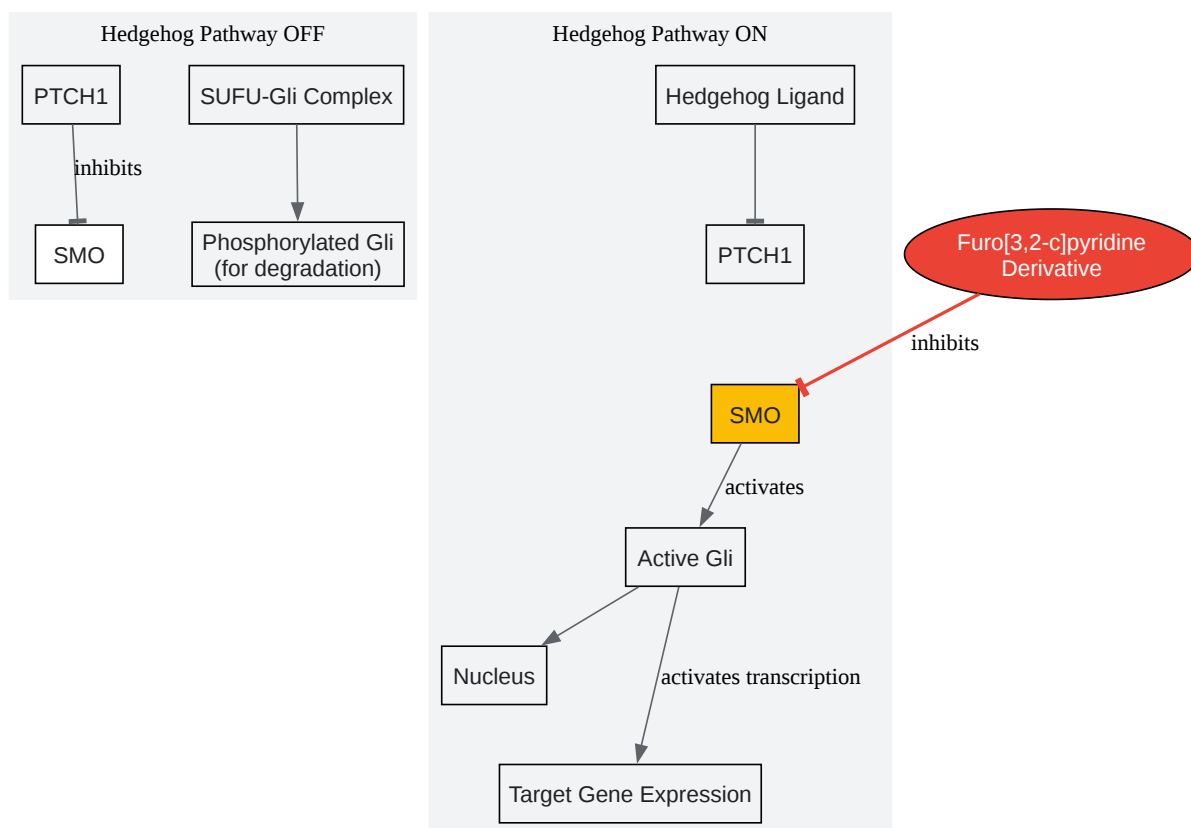 Hedgehog Pathway OFF
PTCH1
SUFU-Gli Complex
inhibits
SMO
Phosphorylated Gli
(for degradation)
Hedgehog Pathway ON
Hedgehog Ligand
PTCH1
Furo[3,2-c]pyridine
Derivative
inhibits
SMO
activates
Active Gli
Nucleus
activates transcription
Target Gene Expression